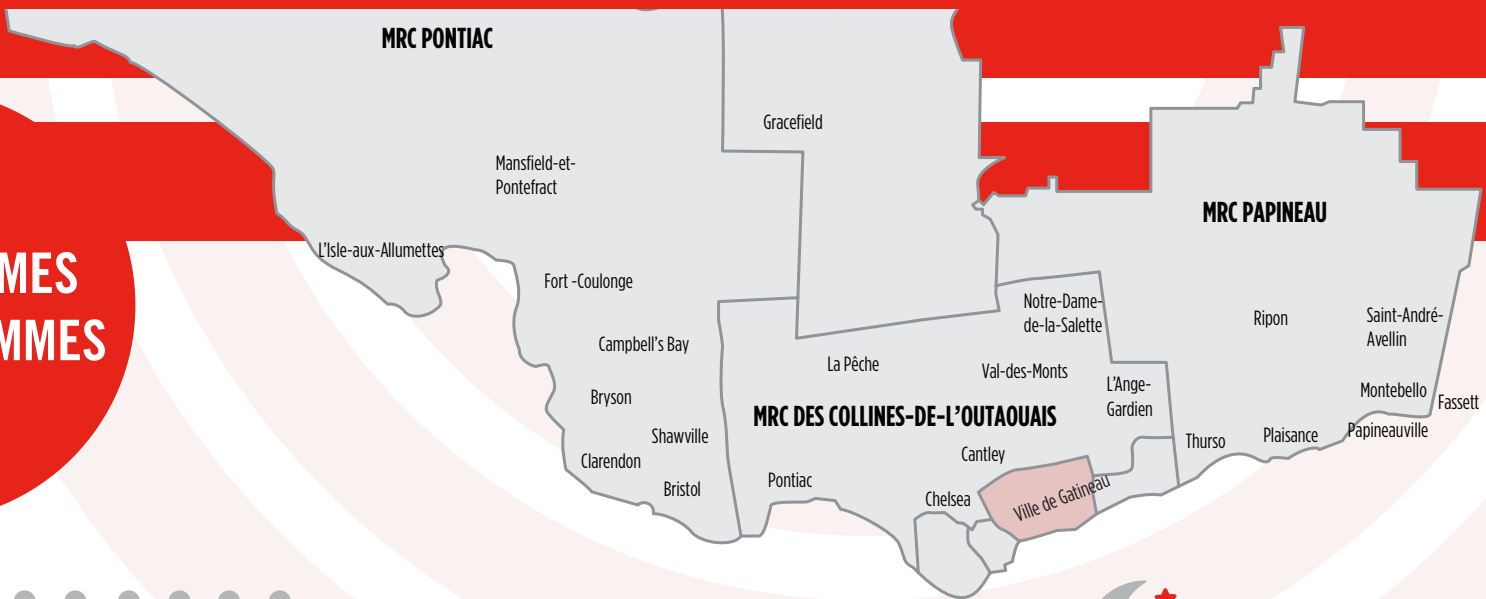 MRC PONTIAC
Gracefield
Mansfield-et-
Pontefract
MRC PAPINEAU
L'Isle-aux-Allumettes
MES
MMES
Fort -Coulonge
Notre-Dame-
de-la-Salette
Ripon
Saint-André-
Avellin
Campbell's Bay
La Pêche
Val-des-Monts
L'Ange-
Gardien
Bryson
Montebello
Fassett
MRC DES COLLINES-DE-L'OUTAOUAIS
Shawville
Thurso
Plaisance
Papineauville
Clarendon
Cantley
Bristol
Pontiac
Chelsea
Ville de Gatineau